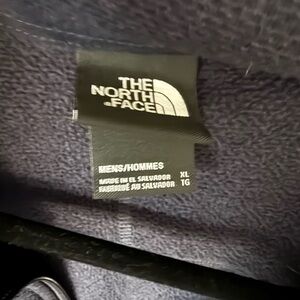 THE
NORTH
FACE
MENS/HOMMES
MADE IN EL SALVADOR XL
FABRIQUÉ AU SALVADOR TG